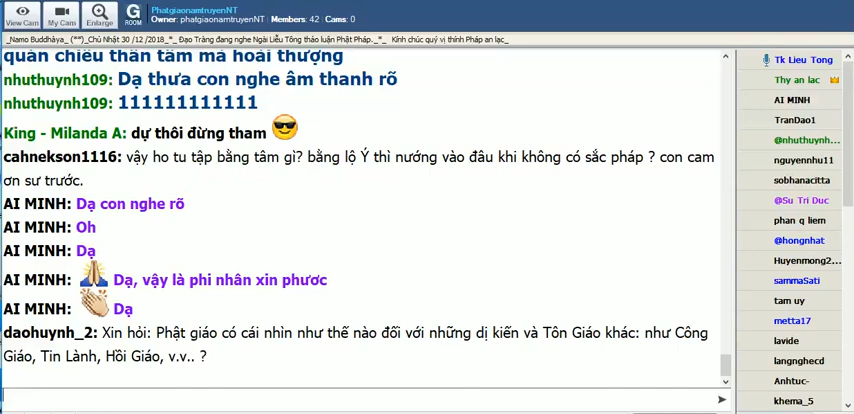 View Cam
My Cam
Enlarge
G
ROOM
PhatgiaonamtruyenNT
Owner: phatgiaonamtruyenNT | Members: 42 | Cams: 0
_Namo Buddhàya_ (**)_Chủ Nhật 30 /12 /2018_*_ Đạo Tràng đang nghe Ngài Liễu Tông thảo luận Phật Pháp._*_ Kính chúc quý vị thính Pháp an lạc_
quán chiếu thân tâm mà hoài thượng
nhuthuynh109: Dạ thưa con nghe âm thanh rõ
nhuthuynh109: 111111111111
King - Milanda A: dự thôi đừng tham
cahnekson1116: vậy ho tu tập bằng tâm gì? bằng lộ Ý thì nướng vào đâu khi không có sắc pháp ? con cam
ơn sư trước.
AI MINH: Dạ con nghe rõ
AI MINH: Oh
AI MINH: Dạ
AI MINH: Dạ, vậy là phi nhân xin phước
AI MINH: Dạ
daohuynh_2: Xin hỏi: Phật giáo có cái nhìn như thế nào đối với những dị kiến và Tôn Giáo khác: như Công
Giáo, Tin Lành, Hồi Giáo, v.v.. ?
Tk Lieu Tong
Thy an lac
AI MINH
TranDao1
@nhuthuynh...
nguyennhu11
sobhanacitta
@Su Tri Duc
phan q liem
@hongnhat
Huyenmong2...
sammaSati
tam uy
metta17
lavide
langnghecd
Anhtuc-
khema_5